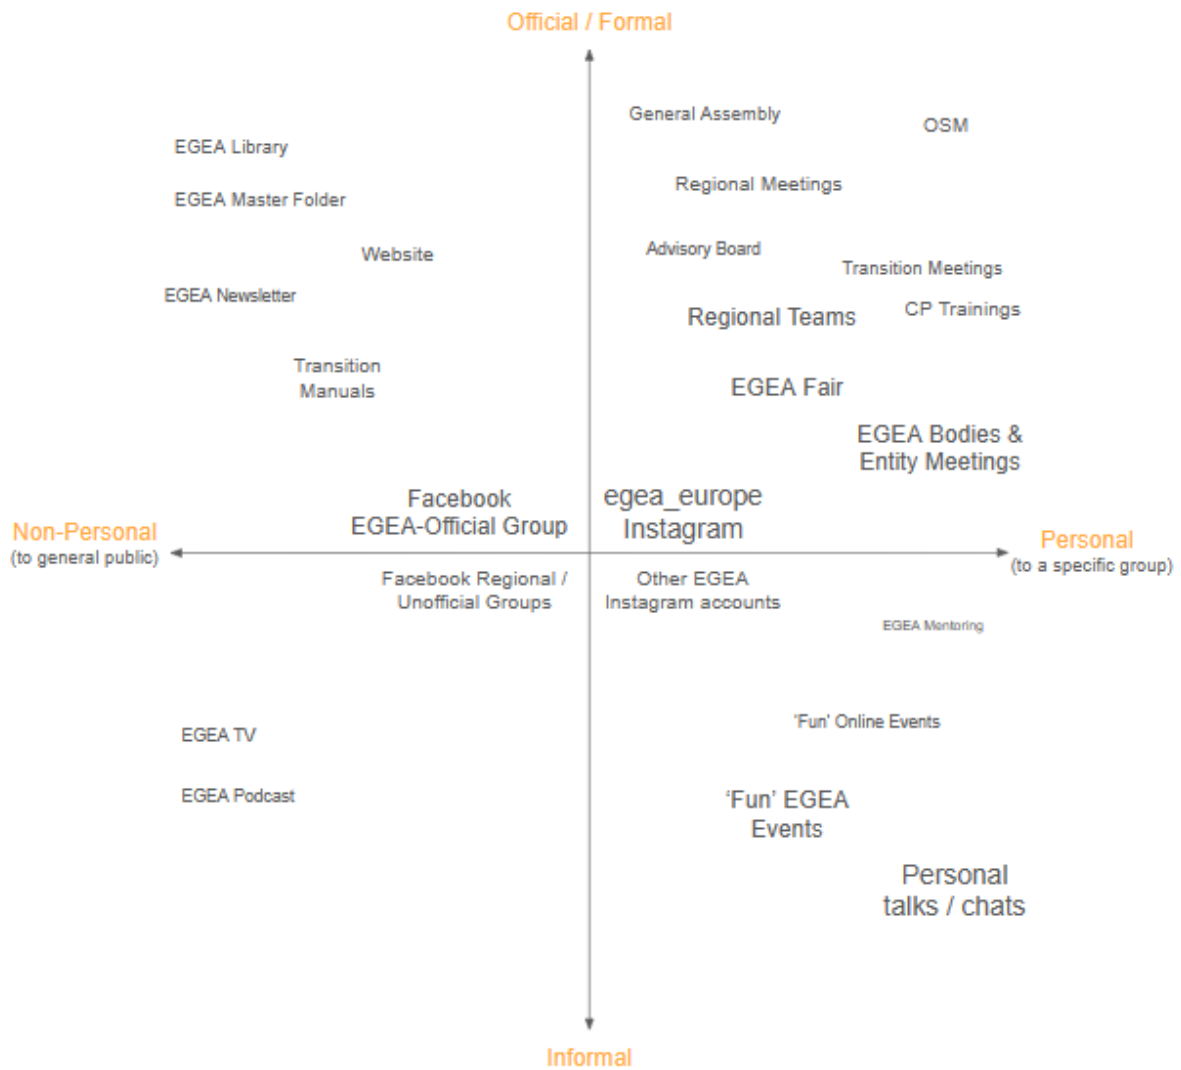 Official / Formal
General Assembly
OSM
EGEA Library
Regional Meetings
EGEA Master Folder
Website
Advisory Board
Transition Meetings
EGEA Newsletter
CP Trainings
Regional Teams
Transition
Manuals
EGEA Fair
EGEA Bodies &
Entity Meetings
Facebook
EGEA-Official Group
egea_europe
Instagram
Non-Personal
(to general public)
Personal
(to a specific group)
Facebook Regional /
Unofficial Groups
Other EGEA
Instagram accounts
EGEA Mentoring
'Fun' Online Events
EGEA TV
EGEA Podcast
‘Fun’ EGEA
Events
Personal
talks / chats
Informal